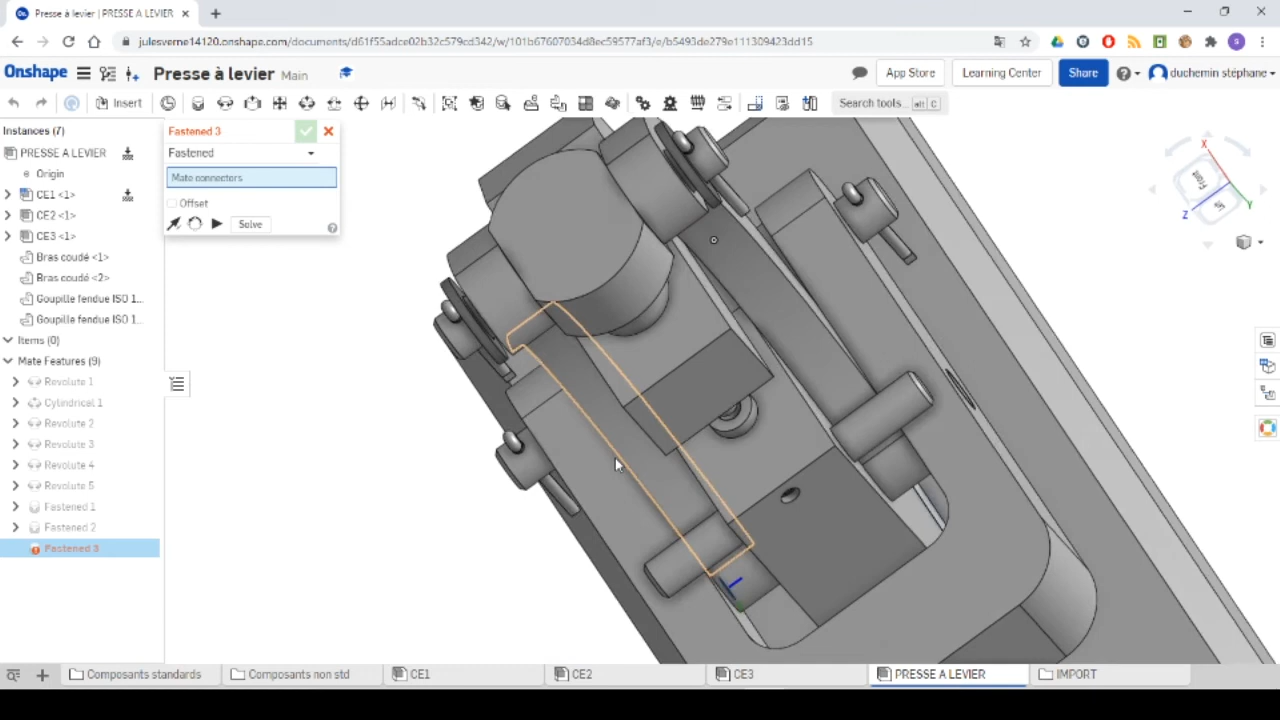 Presse à levier | PRESSE A LEVIER
julesverne14120.onshape.com/documents/d61f55adce02b32c579cd342/w/101b67607034d8ec59577af3/e/b5493de279e111309423dd15
Onshape
Presse à levier
Main
App Store
Learning Center
Share
duchemin stéphane
Insert
Search tools...
alt C
Instances (7)
PRESSE A LEVIER
Origin
CE1 <1>
CE2 <1>
CE3 <1>
Bras coudé <1>
Bras coudé <2>
Goupille fendue ISO 1...
Goupille fendue ISO 1...
Items (0)
Mate Features (9)
Revolute 1
Cylindrical 1
Revolute 2
Revolute 3
Revolute 4
Revolute 5
Fastened 1
Fastened 2
Fastened 3
Fastened 3
Fastened
Mate connectors
Offset
Solve
X
Front
Y
Z
Composants standards
Composants non std
CE1
CE2
CE3
PRESSE A LEVIER
IMPORT